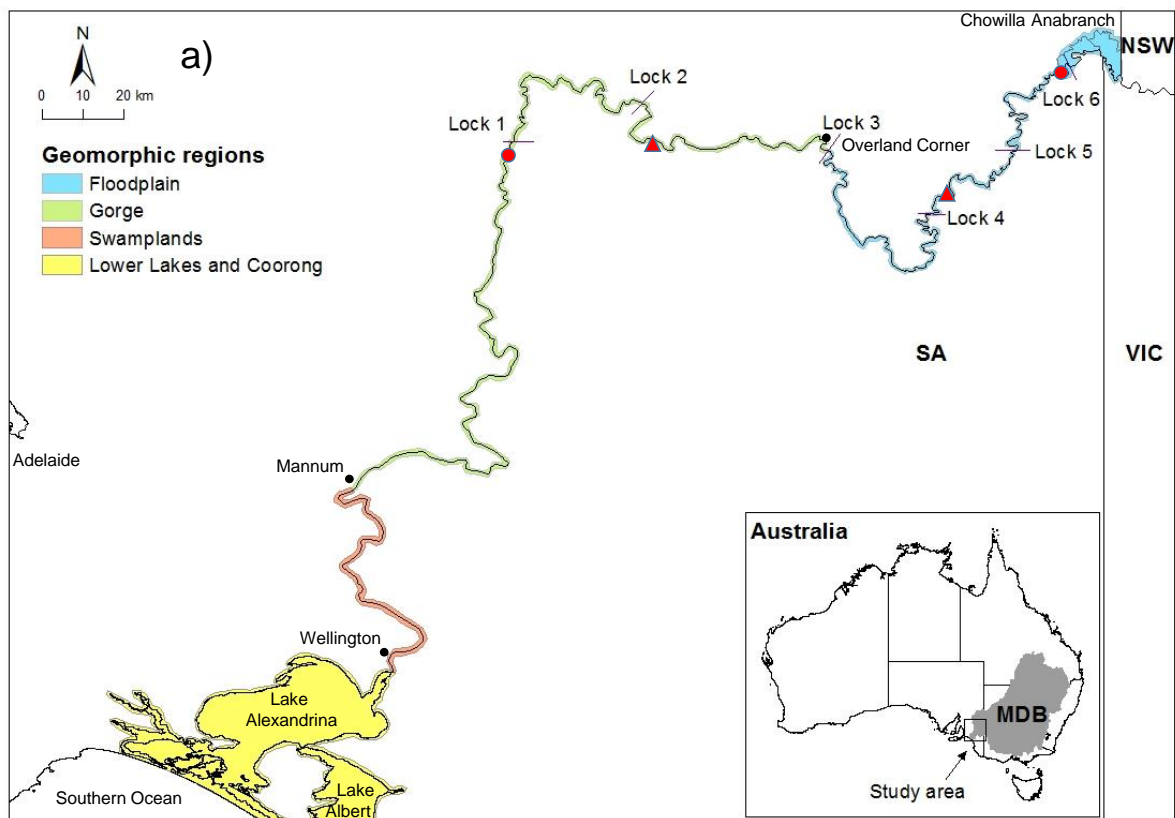 N
a)
0 10 20 km
Geomorphic regions
Floodplain
Gorge
Swamplands
Lower Lakes and Coorong
Chowilla Anabranch
NSW
Lock 6
Lock 5
Lock 4
Lock 3
Overland Corner
Lock 2
Lock 1
SA
VIC
Adelaide
Mannum
Wellington
Lake
Alexandrina
Lake
Albert
Southern Ocean
Australia
MDB
Study area